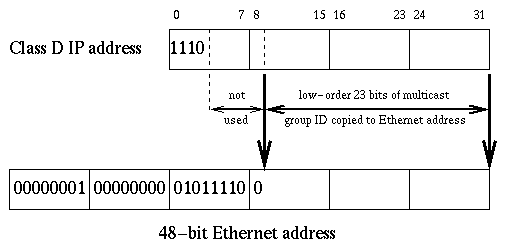 0 7 8 15 16 23 24 31
Class D IP address
1110
not
used
low-order 23 bits of multicast
group ID copied to Ethernet address
00000001 00000000 01011110 0
48-bit Ethernet address